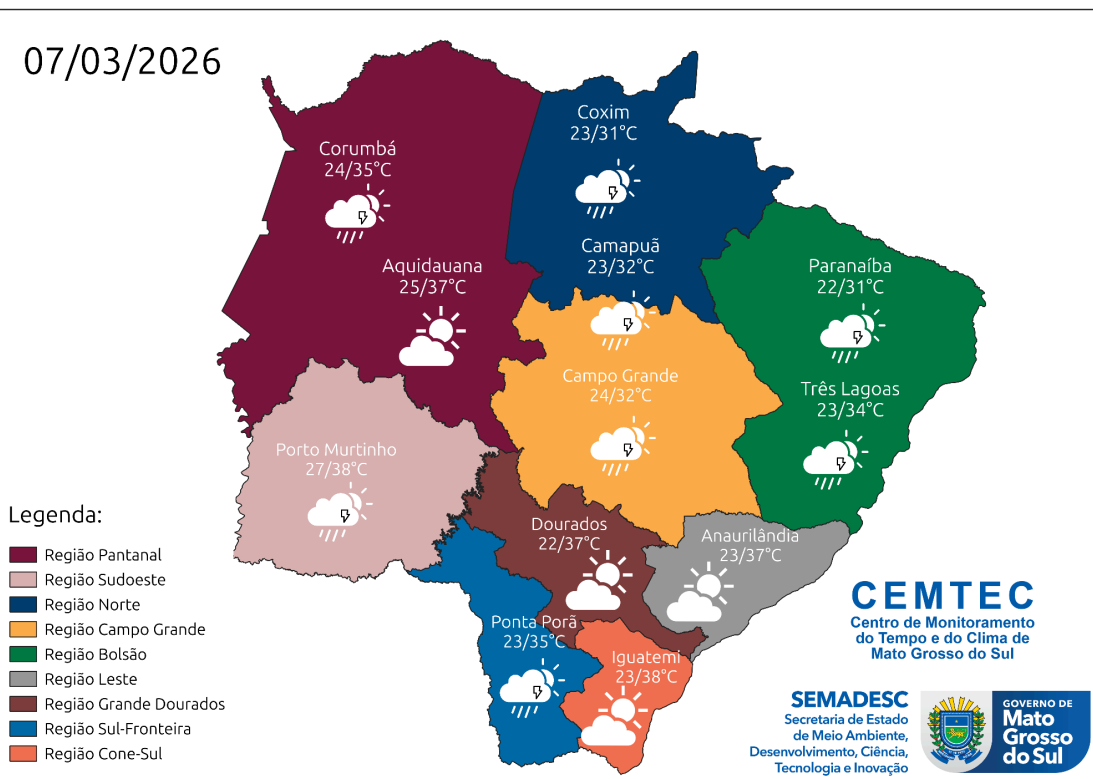 07/03/2026
Coxim
23/31°C
Corumbá
24/35°C
Camapuã
23/32°C
Aquidauana
25/37°C
Paranaíba
22/31°C
Campo Grande
24/32°C
Três Lagoas
23/34°C
Porto Murtinho
27/38°C
Dourados
22/37°C
Anaurilândia
23/37°C
Ponta Porã
23/35°C
Iguatemi
23/38°C
Legenda:
Região Pantanal
Região Sudoeste
Região Norte
Região Campo Grande
Região Bolsão
Região Leste
Região Grande Dourados
Região Sul-Fronteira
Região Cone-Sul
CEMTEC
Centro de Monitoramento
do Tempo e do Clima de
Mato Grosso do Sul
SEMADESC
Secretaria de Estado
de Meio Ambiente,
Desenvolvimento, Ciência,
Tecnologia e Inovação
GOVERNO DE
Mato
Grosso
do Sul